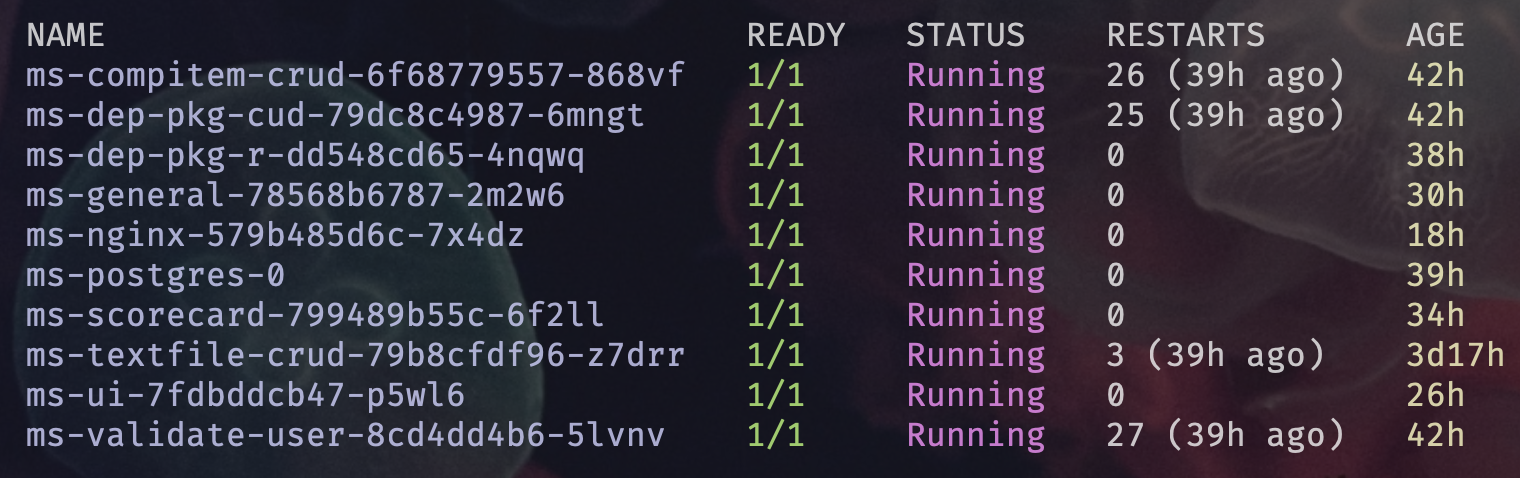 NAME READY STATUS RESTARTS AGE
ms-compitem-crud-6f68779557-868vf 1/1 Running 26 (39h ago) 42h
ms-dep-pkg-cud-79dc8c4987-6mngt 1/1 Running 25 (39h ago) 42h
ms-dep-pkg-r-dd548cd65-4nqwq 1/1 Running 0 38h
ms-general-78568b6787-2m2w6 1/1 Running 0 30h
ms-nginx-579b485d6c-7x4dz 1/1 Running 0 18h
ms-postgres-0 1/1 Running 0 39h
ms-scorecard-799489b55c-6f2ll 1/1 Running 0 34h
ms-textfile-crud-79b8cfdf96-z7drr 1/1 Running 3 (39h ago) 3d17h
ms-ui-7fdbddcb47-p5wl6 1/1 Running 0 26h
ms-validate-user-8cd4dd4b6-5lvnv 1/1 Running 27 (39h ago) 42h